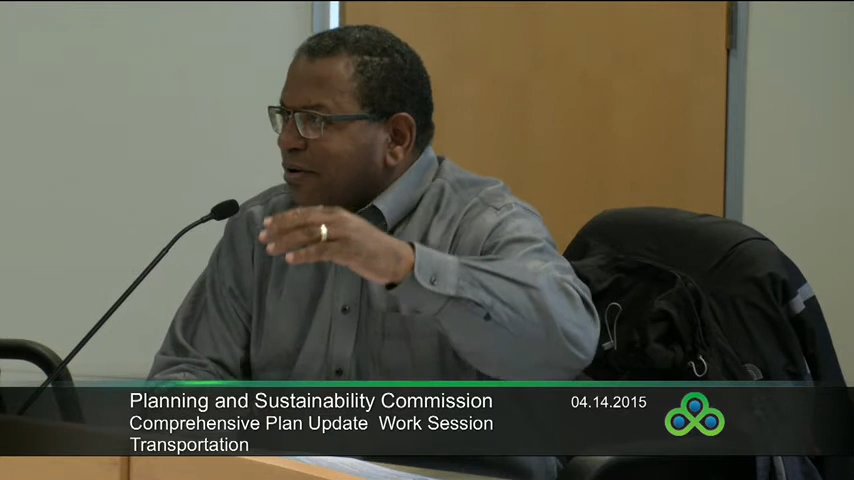 Planning and Sustainability Commission
04.14.2015
Comprehensive Plan Update  Work Session
Transportation